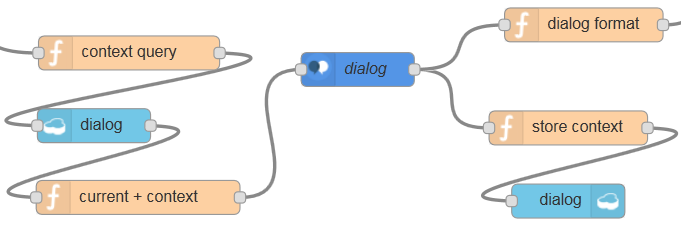 context query
dialog
current + context
dialog
dialog format
store context
dialog